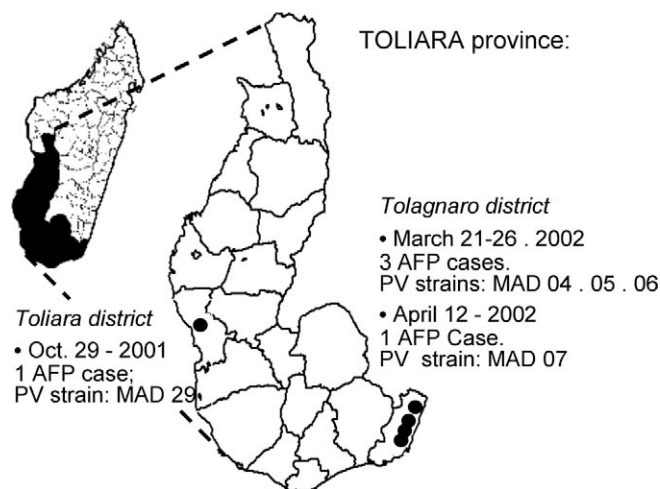 TOLIARA province:
Tolagnaro district
• March 21-26 . 2002
3 AFP cases.
PV strains: MAD 04 . 05 . 06
• April 12 - 2002
1 AFP Case.
PV strain: MAD 07
Toliara district
• Oct. 29 - 2001
1 AFP case;
PV strain: MAD 29